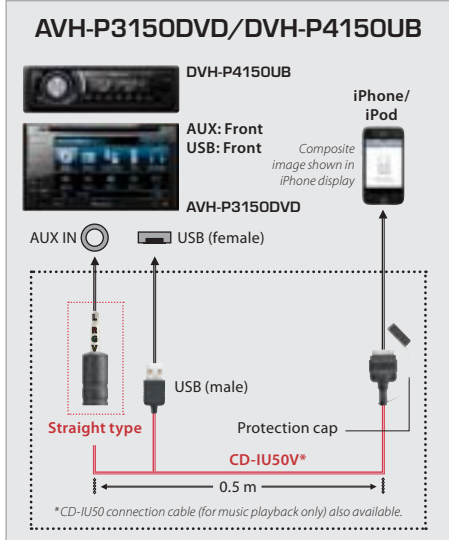 AVH-P3150DVD/DVH-P4150UB
DVH-P4150UB
iPhone/
iPod
AUX: Front
USB: Front
Composite
image shown in
iPhone display
AVH-P3150DVD
AUX IN
USB (female)
L
R
G
V
USB (male)
Straight type
Protection cap
CD-IU50V*
0.5 m
*CD-IU50 connection cable (for music playback only) also available.